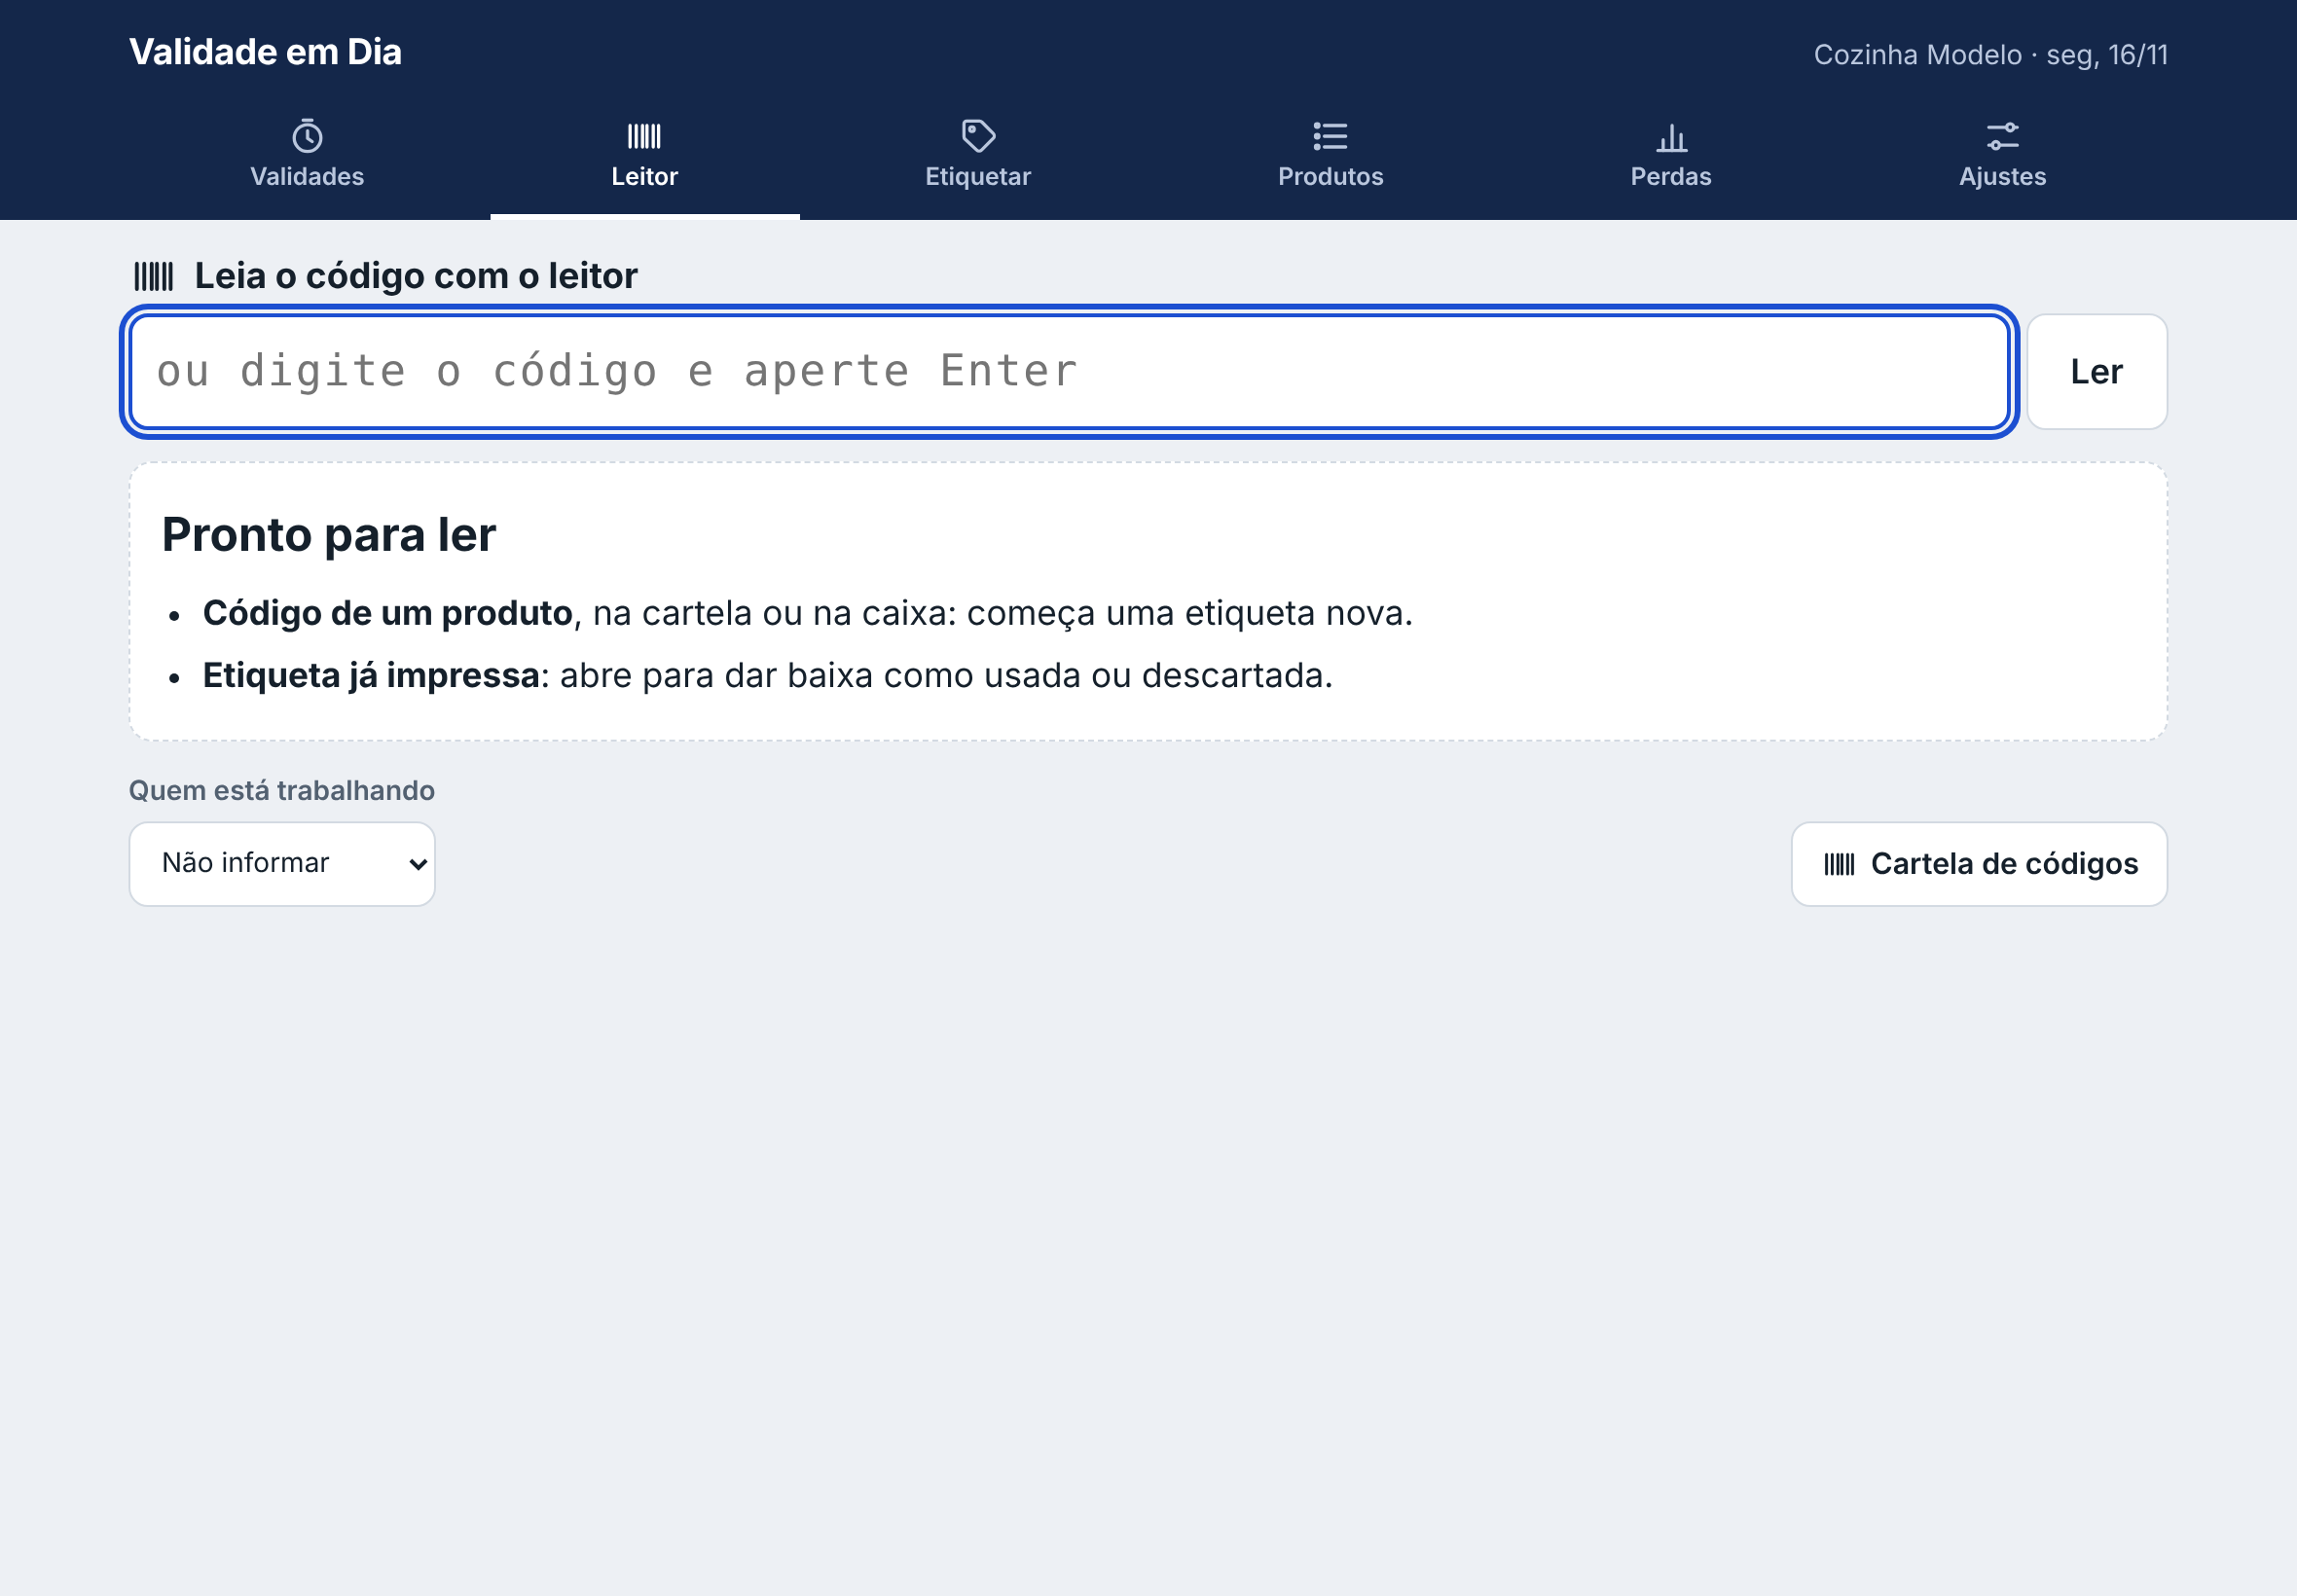 Validade em Dia
Cozinha Modelo · seg, 16/11
Validades
Leitor
Etiquetar
Produtos
Perdas
Ajustes
Leia o código com o leitor
ou digite o código e aperte Enter
Ler
Pronto para ler
• Código de um produto, na cartela ou na caixa: começa uma etiqueta nova.
• Etiqueta já impressa: abre para dar baixa como usada ou descartada.
Quem está trabalhando
Não informar
Cartela de códigos